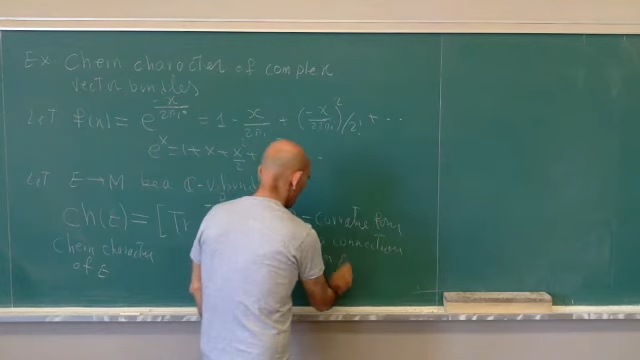 Ex. Chern character of complex
vector bundles
Let f(x) = e^{-x/2πi} = 1 - x/2πi + (-x/2πi)^2/2! + ...
e^x = 1 + x + x^2/2 +
Let E → M be a C-v.
Ch(E) = [Tr - curvature form
connection
Chern character
of E